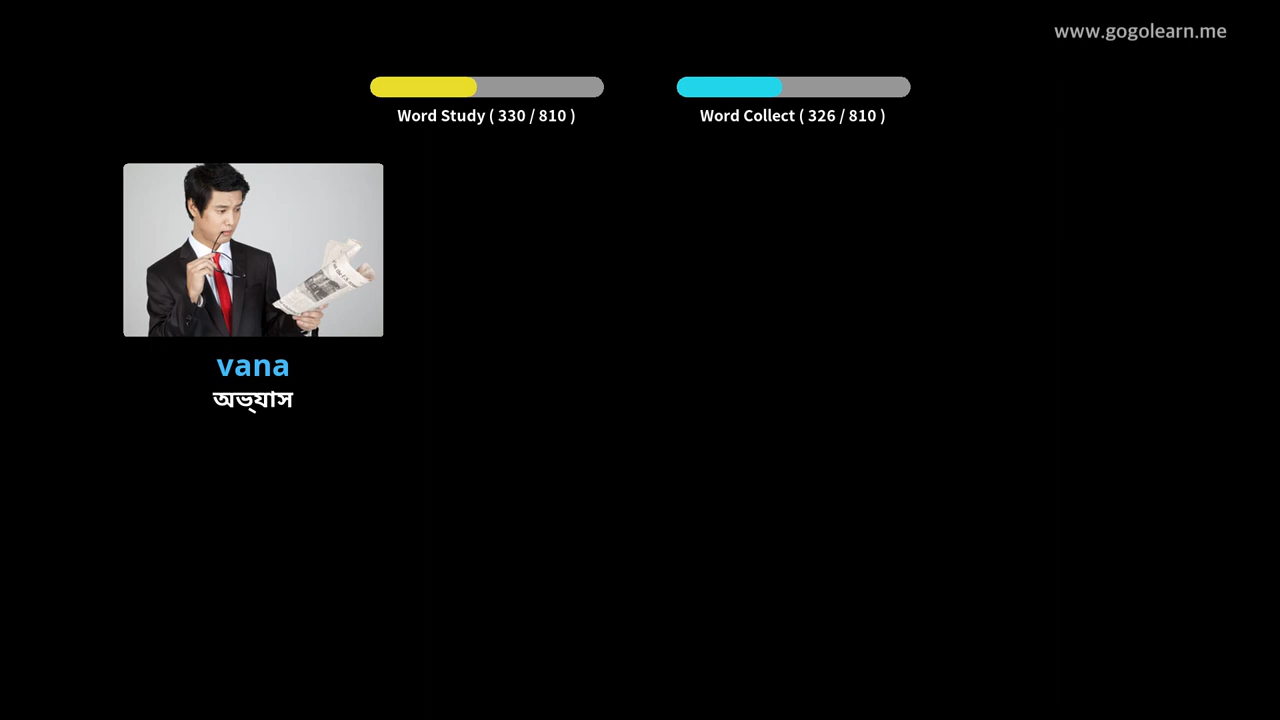 www.gogolearn.me
Word Study ( 330 / 810 )
Word Collect ( 326 / 810 )
vana
অভ্যাস